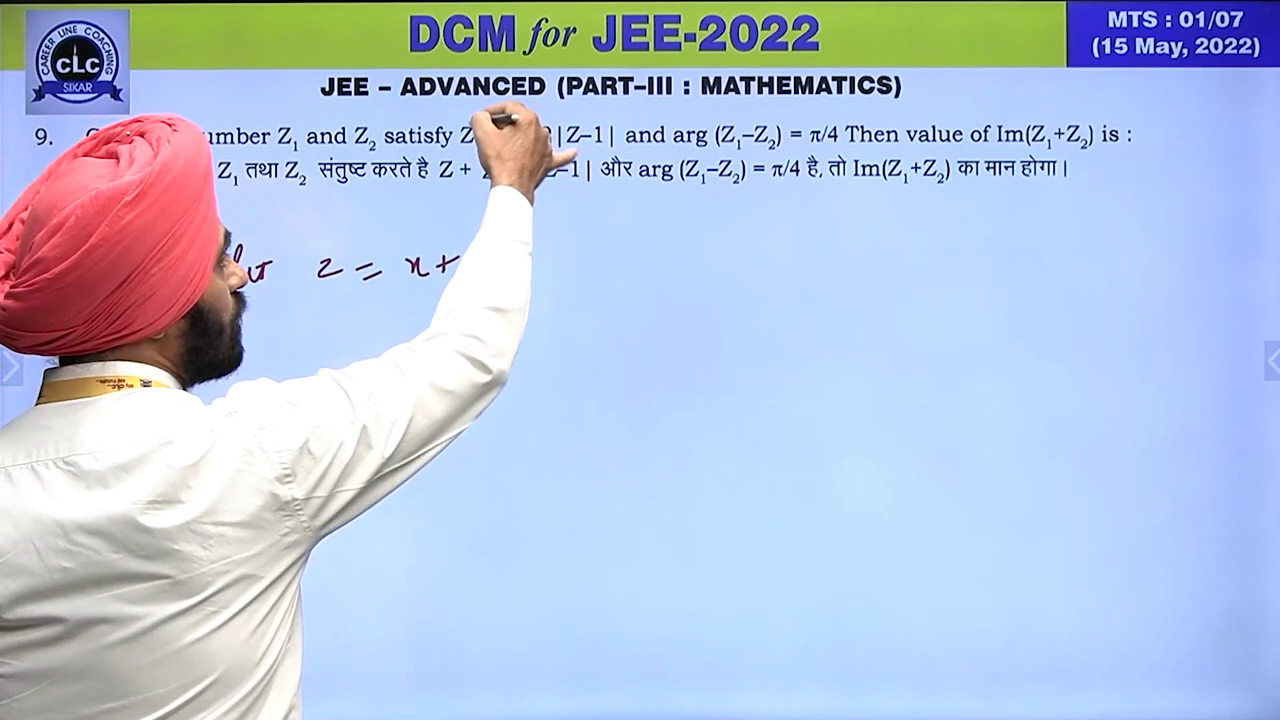 CAREER LINE COACHING
CLC
SIKAR
DCM for JEE-2022
MTS : 01/07
(15 May, 2022)
JEE – ADVANCED (PART–III : MATHEMATICS)
9. umber Z₁ and Z₂ satisfy Z |Z–1| and arg (Z₁–Z₂) = π/4 Then value of Im(Z₁+Z₂) is :
Z₁ तथा Z₂ संतुष्ट करते है Z + –1| और arg (Z₁–Z₂) = π/4 है, तो Im(Z₁+Z₂) का मान होगा।
z = x+